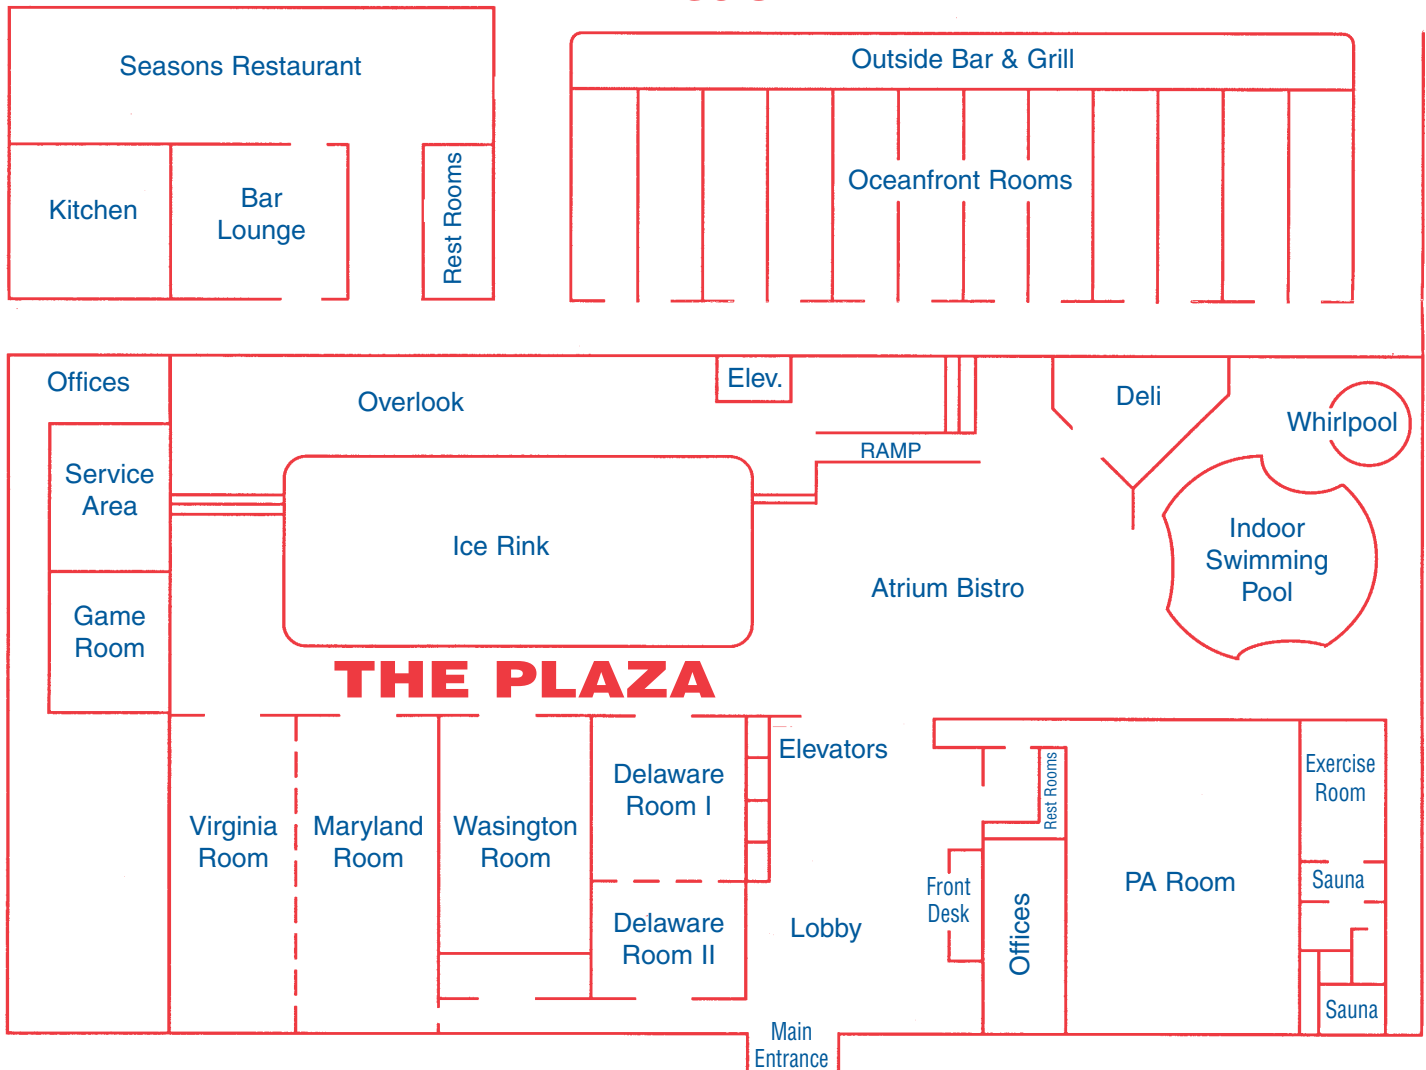 Seasons Restaurant
Outside Bar & Grill
Kitchen
Bar
Lounge
Rest Rooms
Oceanfront Rooms
Offices
Overlook
Elev.
Deli
Whirlpool
RAMP
Service
Area
Ice Rink
Indoor
Swimming
Pool
Atrium Bistro
Game
Room
THE PLAZA
Elevators
Delaware
Room I
Rest Rooms
Exercise
Room
Virginia
Room
Maryland
Room
Wasington
Room
PA Room
Sauna
Front
Desk
Offices
Delaware
Room II
Lobby
Sauna
Main
Entrance